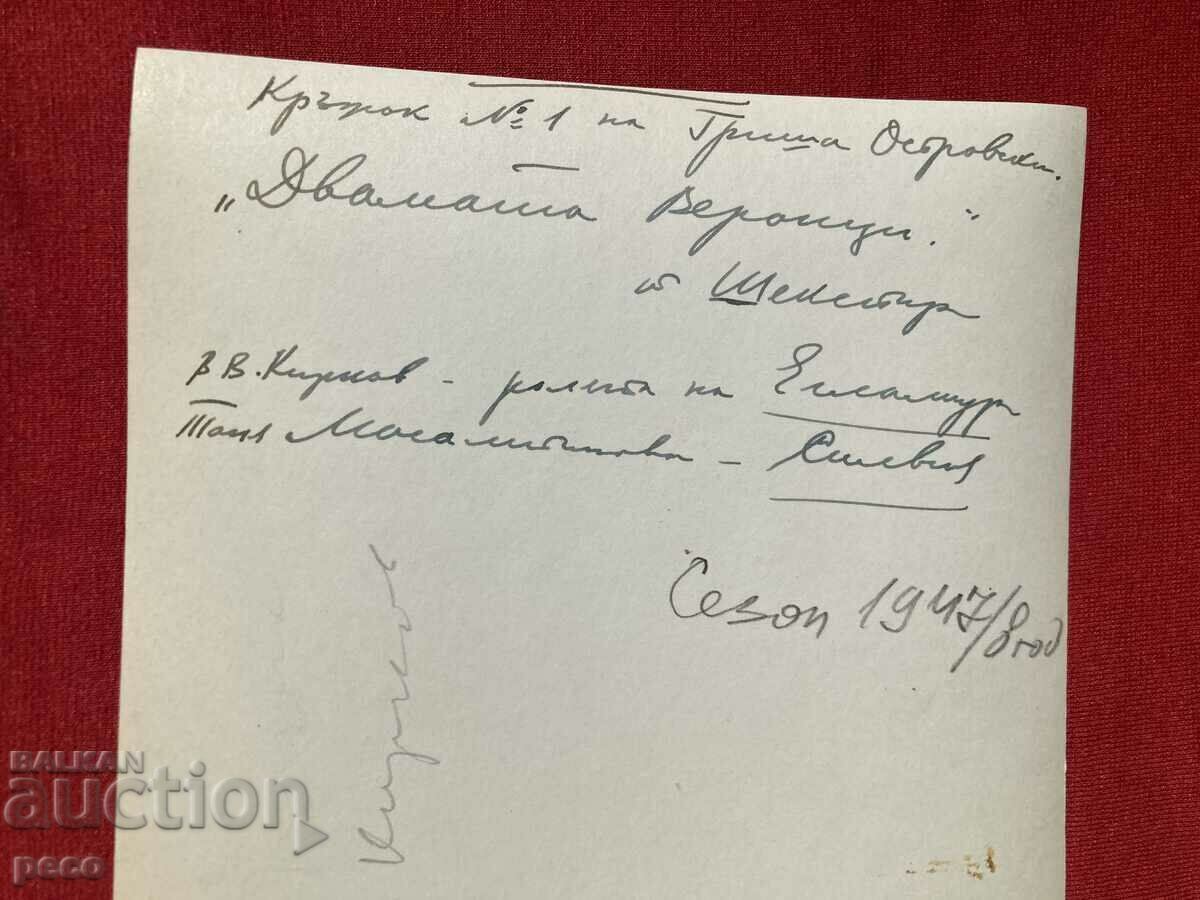 Кръжок №1 на Гриша Островски.
„Двамата Веронци."
от Шекспир
В. Кирков - ролята на Егламур
Таня Масалитинова - Силвия
Сезон 1947/8 год
Кирков
BALKAN
auction
peco